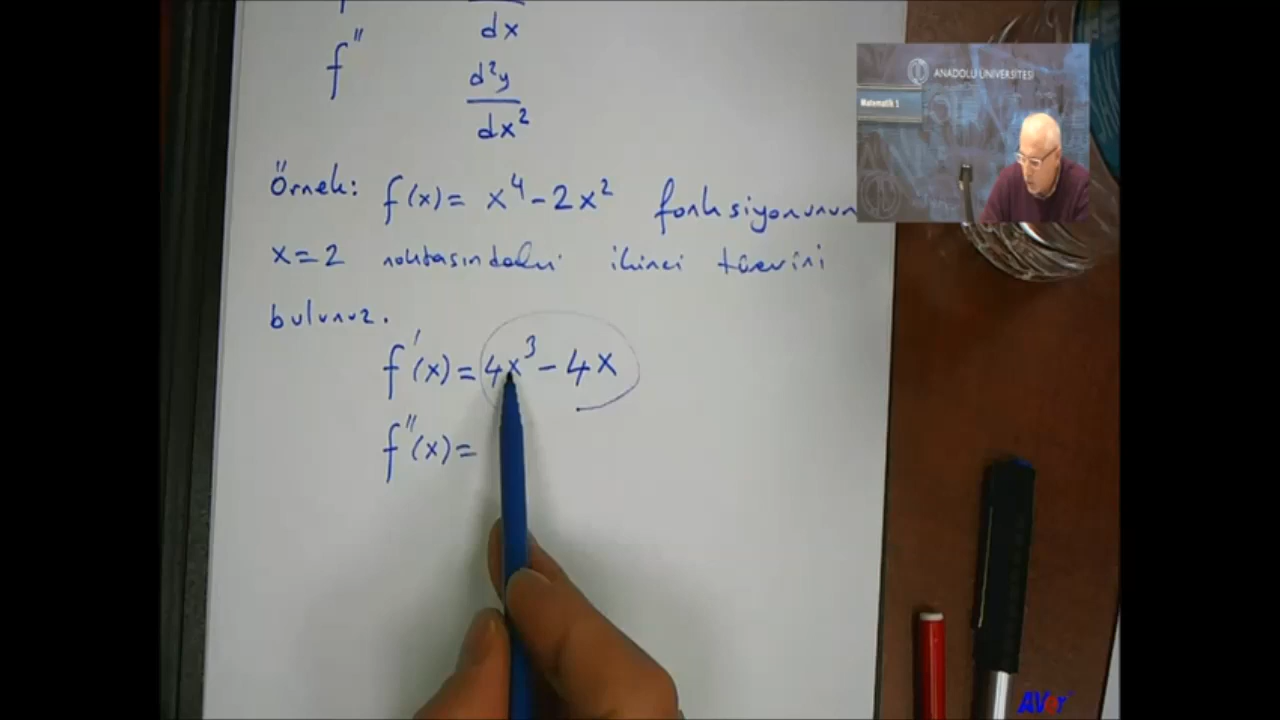 dx
f''
d²y
dx²
Örnek: f(x) = x⁴ - 2x² fonksiyonunun
x = 2 noktasındaki ikinci türevini
bulunuz.
f'(x) = 4x³ - 4x
f''(x) =
ANADOLU ÜNİVERSİTESİ
Matematik 1
AVer